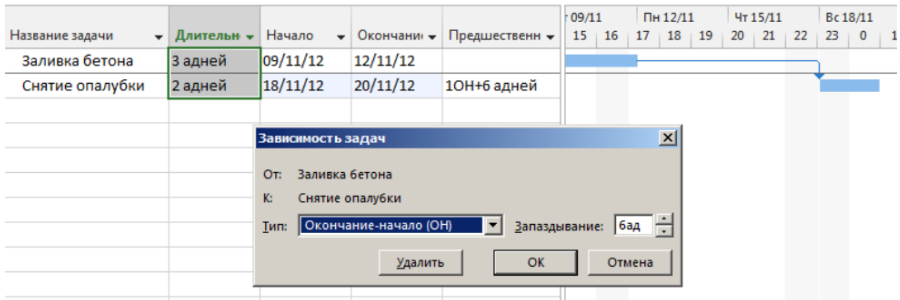 Название задачи Длительн Начало Окончани Предшественн 09/11 Пн 12/11 Чт 15/11 Вс 18/11
15 16 17 18 19 20 21 22 23 0 1
Заливка бетона 3 адней 09/11/12 12/11/12
Снятие опалубки 2 адней 18/11/12 20/11/12 1ОН+6 адней
Зависимость задач
От: Заливка бетона
К: Снятие опалубки
Тип: Окончание-начало (ОН) Запаздывание: 6ад
Удалить ОК Отмена